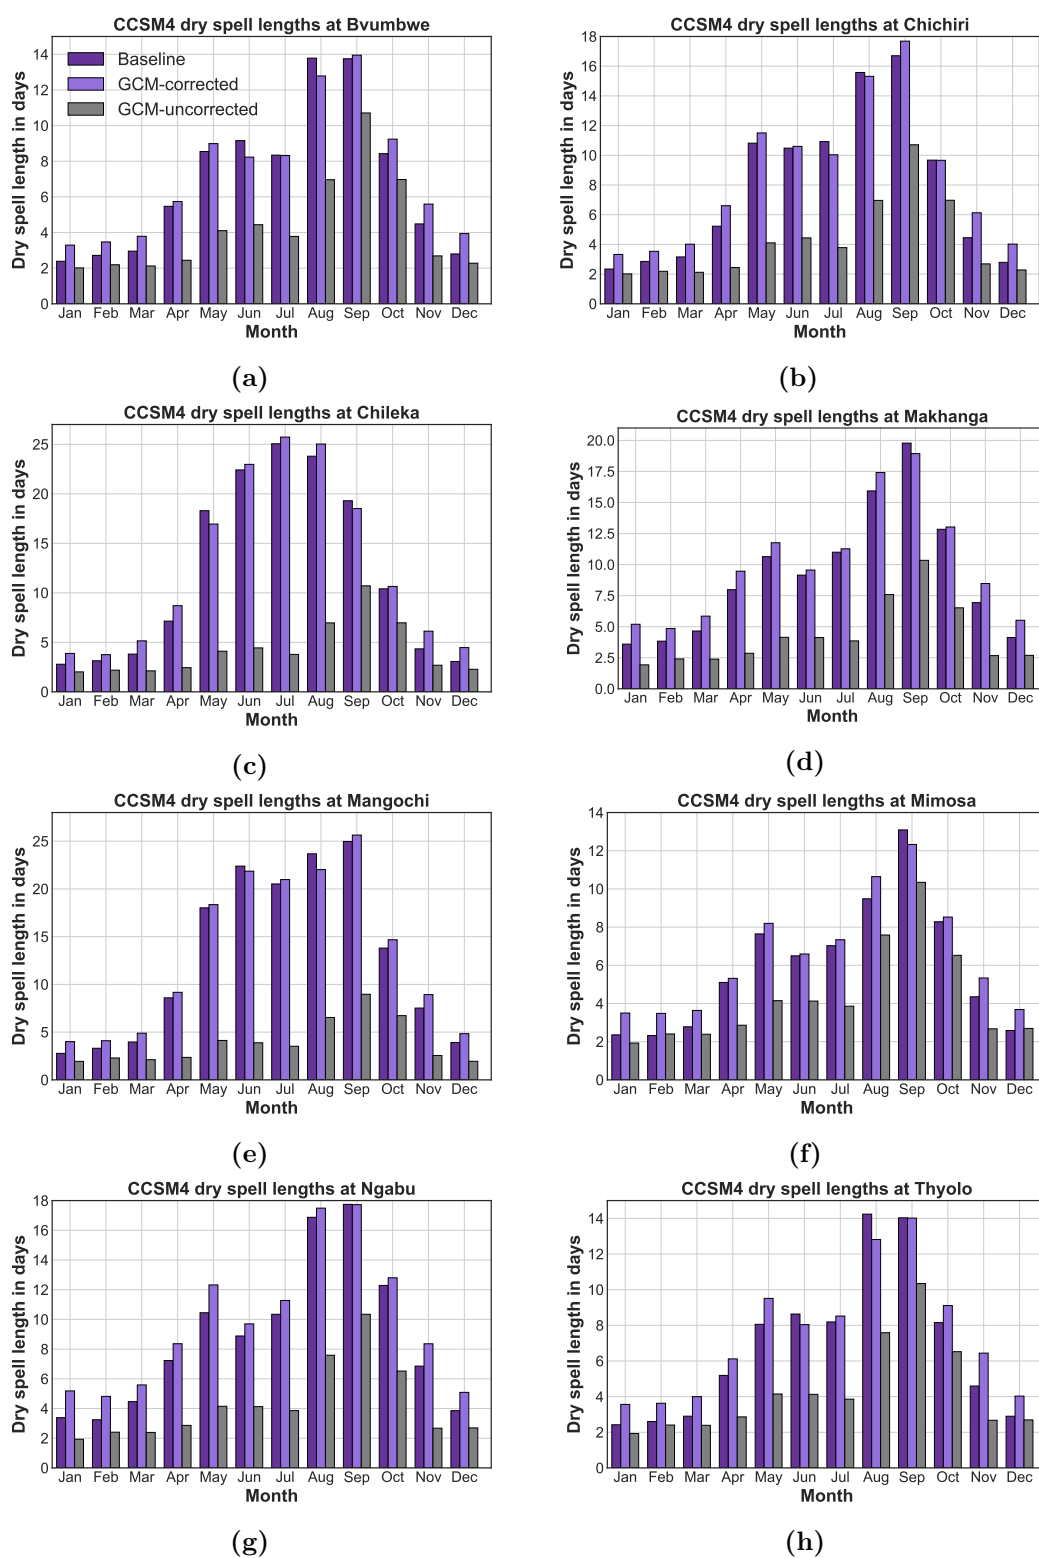 CCSM4 dry spell lengths at Bvumbwe
Dry spell length in days
14
12
10
8
6
4
2
0
Baseline
GCM-corrected
GCM-uncorrected
Jan Feb Mar Apr May Jun Jul Aug Sep Oct Nov Dec
Month
(a)
CCSM4 dry spell lengths at Chichiri
Dry spell length in days
18
16
14
12
10
8
6
4
2
0
Jan Feb Mar Apr May Jun Jul Aug Sep Oct Nov Dec
Month
(b)
CCSM4 dry spell lengths at Chileka
Dry spell length in days
25
20
15
10
5
0
Jan Feb Mar Apr May Jun Jul Aug Sep Oct Nov Dec
Month
(c)
CCSM4 dry spell lengths at Makhanga
Dry spell length in days
20.0
17.5
15.0
12.5
10.0
7.5
5.0
2.5
0.0
Jan Feb Mar Apr May Jun Jul Aug Sep Oct Nov Dec
Month
(d)
CCSM4 dry spell lengths at Mangochi
Dry spell length in days
25
20
15
10
5
0
Jan Feb Mar Apr May Jun Jul Aug Sep Oct Nov Dec
Month
(e)
CCSM4 dry spell lengths at Mimosa
Dry spell length in days
14
12
10
8
6
4
2
0
Jan Feb Mar Apr May Jun Jul Aug Sep Oct Nov Dec
Month
(f)
CCSM4 dry spell lengths at Ngabu
Dry spell length in days
18
16
14
12
10
8
6
4
2
0
Jan Feb Mar Apr May Jun Jul Aug Sep Oct Nov Dec
Month
(g)
CCSM4 dry spell lengths at Thyolo
Dry spell length in days
14
12
10
8
6
4
2
0
Jan Feb Mar Apr May Jun Jul Aug Sep Oct Nov Dec
Month
(h)